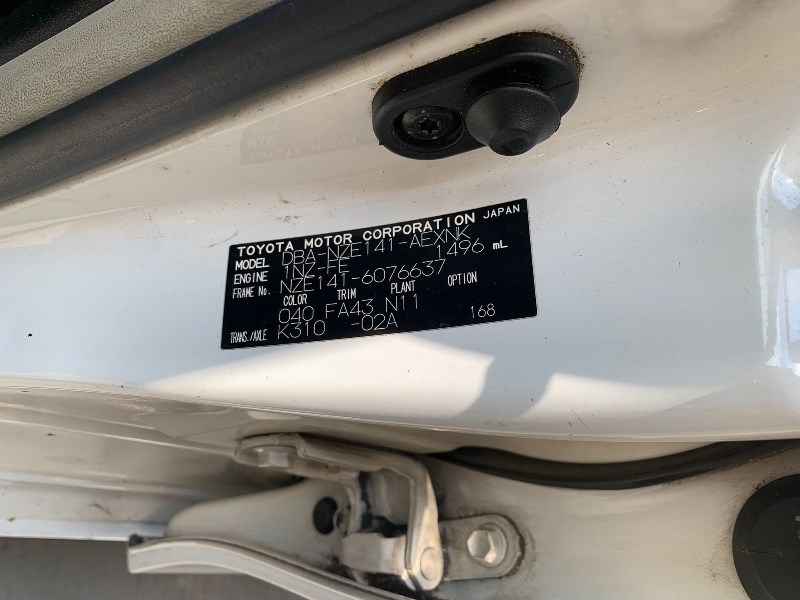 TOYOTA MOTOR CORPORATION JAPAN
MODEL DBA-NZE141-AEXNK
ENGINE 1NZ-FE 1496 mL
FRAME No. NZE141-6076637
COLOR TRIM PLANT OPTION
040 FA43 N11
TRANS./AXLE K310 -02A 168